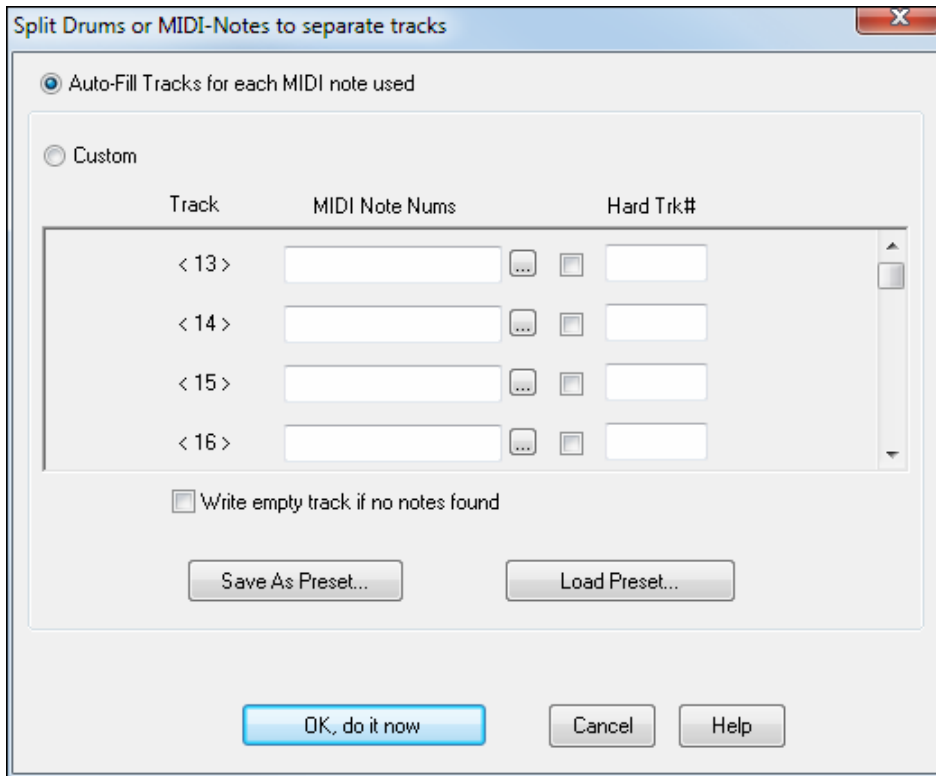 Split Drums or MIDI-Notes to separate tracks
X
Auto-Fill Tracks for each MIDI note used
Custom
Track MIDI Note Nums Hard Trk#
< 13 > ...
< 14 > ...
< 15 > ...
< 16 > ...
Write empty track if no notes found
Save As Preset... Load Preset...
OK, do it now Cancel Help